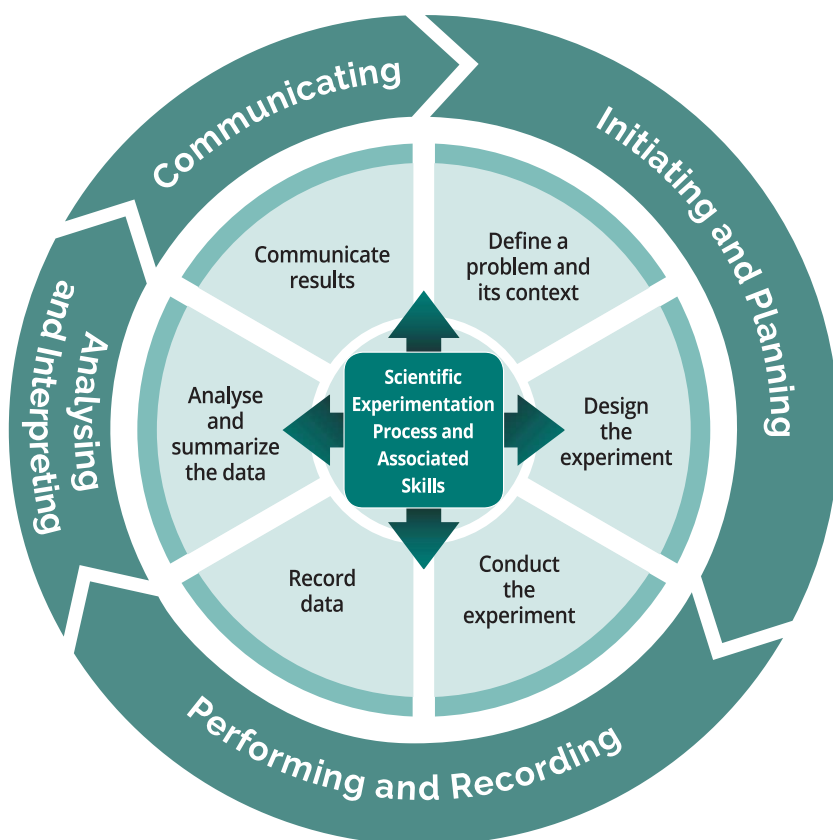 Communicating
Initiating and Planning
Performing and Recording
Analysing
and Interpreting
Define a
problem and
its context
Design
the
experiment
Conduct
the
experiment
Record
data
Analyse
and
summarize
the data
Communicate
results
Scientific
Experimentation
Process and
Associated
Skills